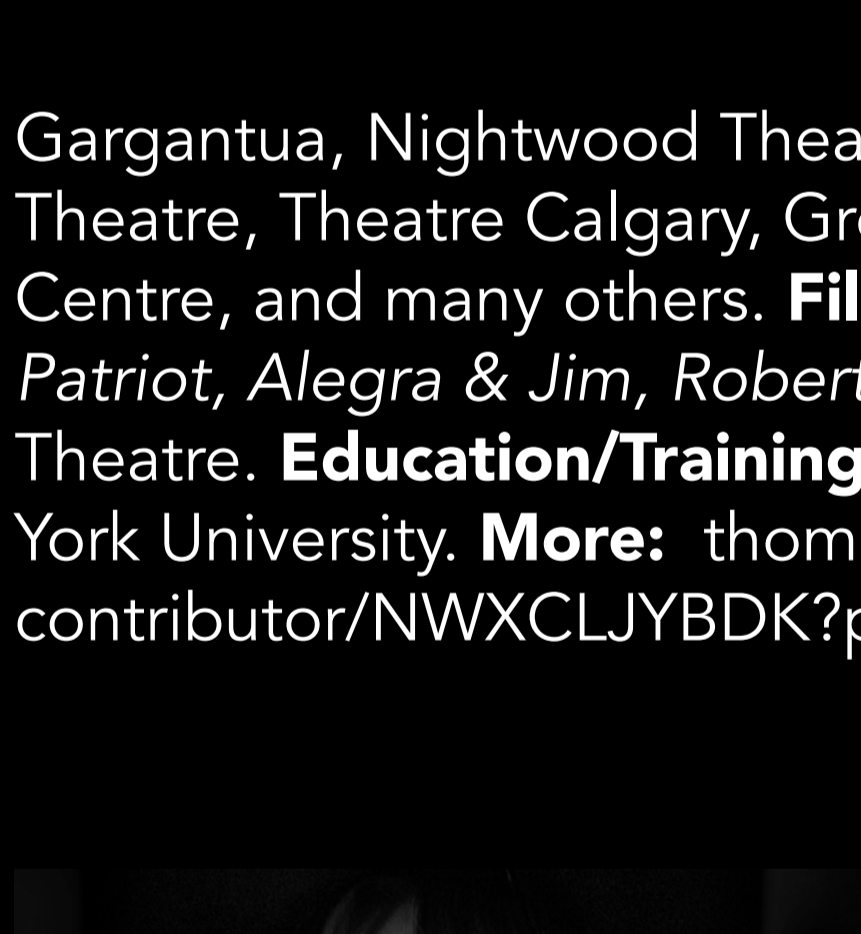 Gargantua, Nightwood Thea
Theatre, Theatre Calgary, Gr
Centre, and many others. Fil
Patriot, Alegra & Jim, Robert
Theatre. Education/Training
York University. More: thom
contributor/NWXCLJYBDK?p